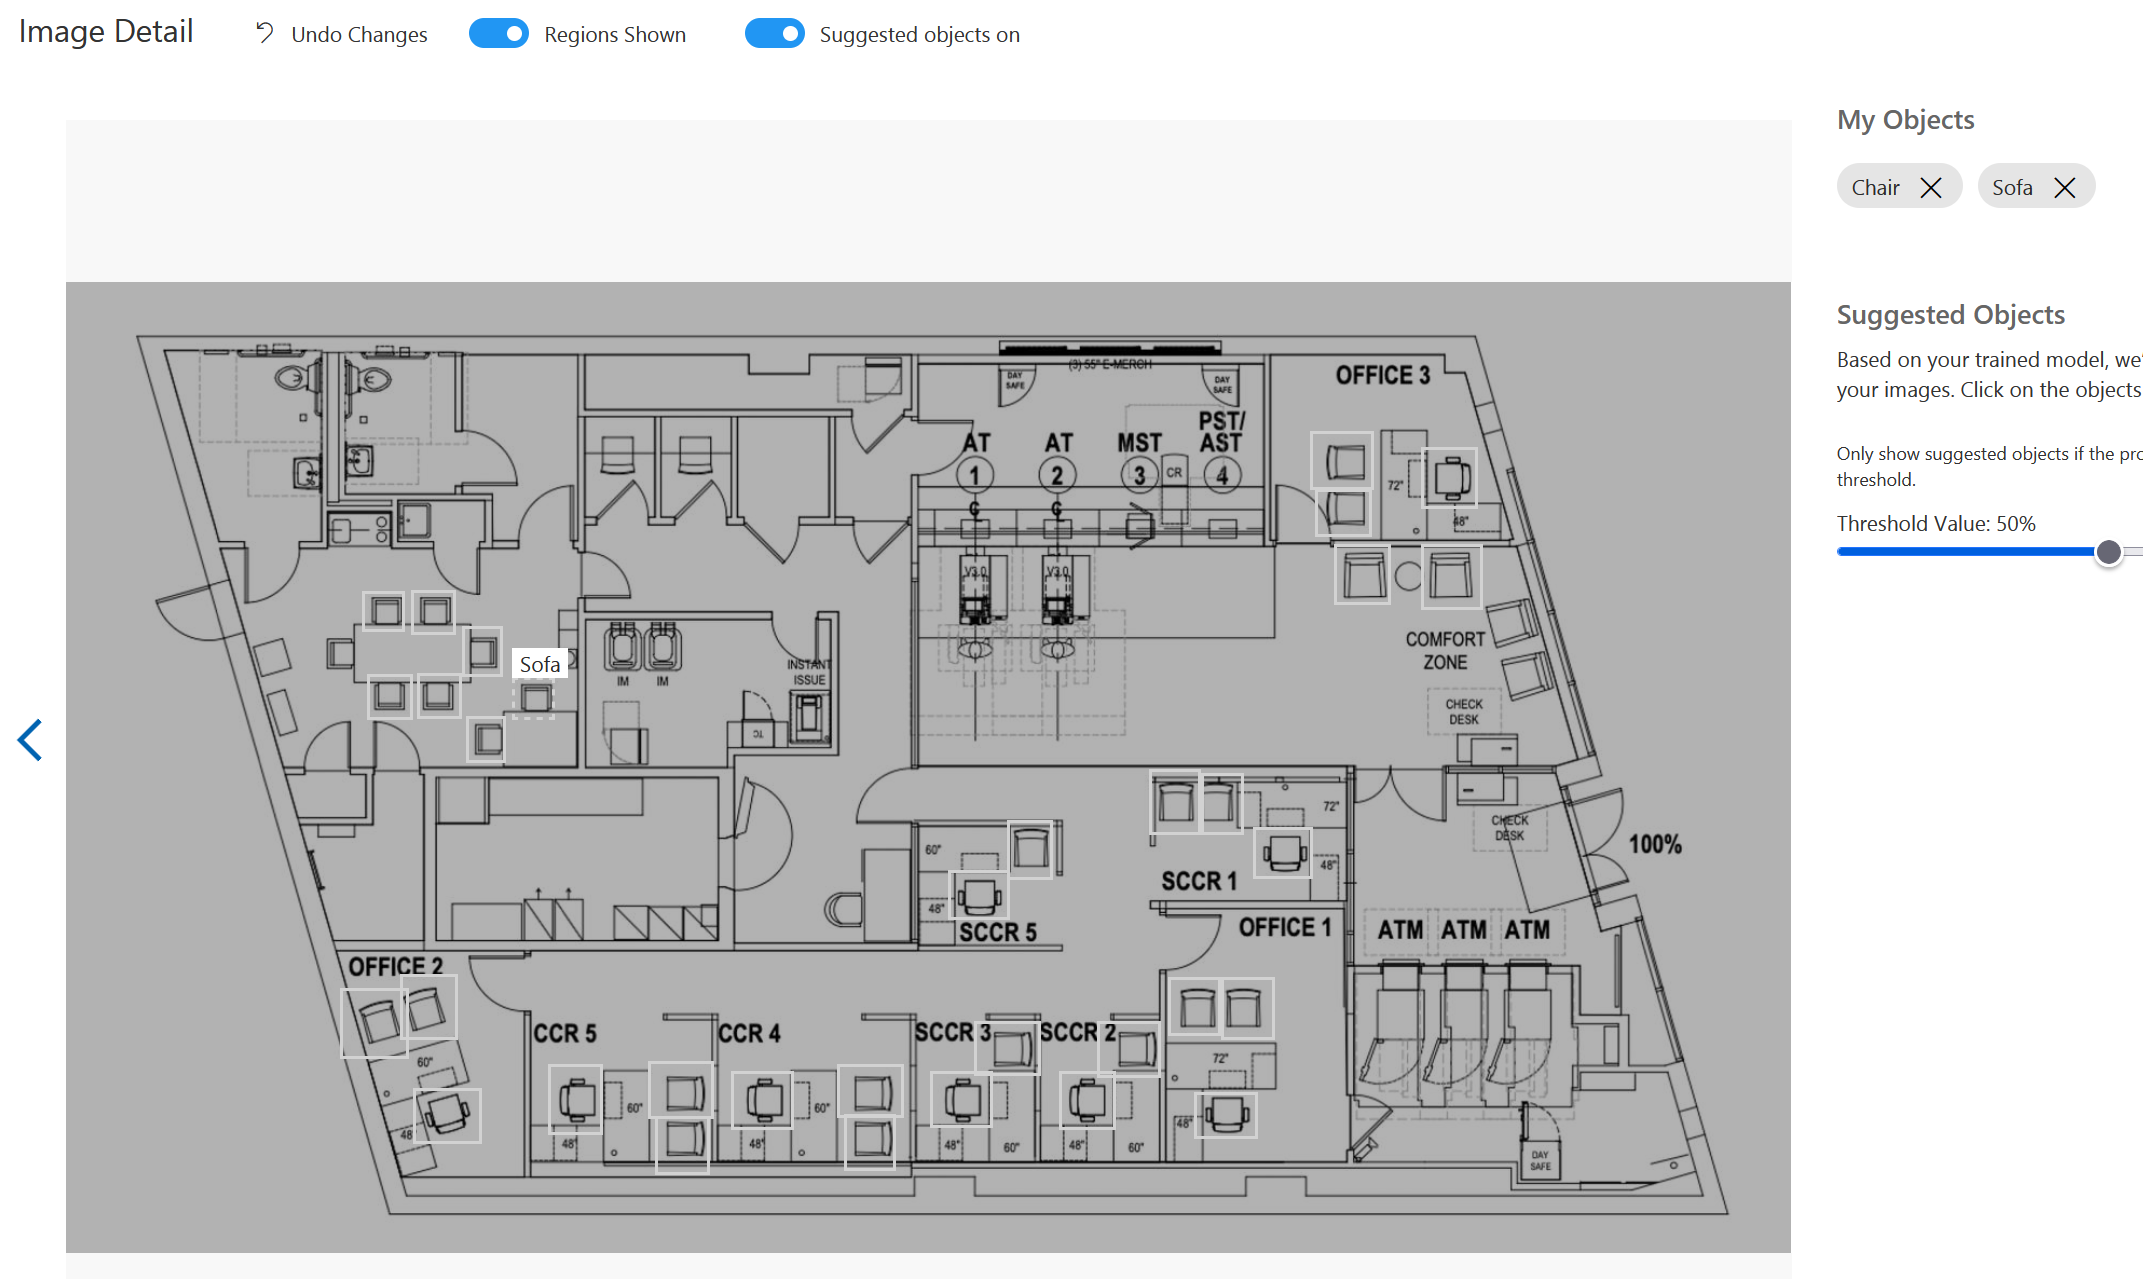 Image Detail
Undo Changes
Regions Shown
Suggested objects on
My Objects
Chair
Sofa
Suggested Objects
Based on your trained model, we'
your images. Click on the objects
Only show suggested objects if the pro
threshold.
Threshold Value: 50%
(3) 55" E-MERCH
DAY
SAFE
DAY
SAFE
OFFICE 3
AT
1
AT
2
MST
3
PST/
AST
4
CR
72"
48"
V3.0
V3.0
COMFORT
ZONE
CHECK
DESK
Sofa
IM
IM
INSTANT
ISSUE
TC
CHECK
DESK
100%
72"
48"
SCCR 1
60"
48"
SCCR 5
OFFICE 1
ATM
ATM
ATM
OFFICE 2
60"
48"
CCR 5
60"
48"
CCR 4
60"
48"
SCCR 3
48"
60"
SCCR 2
48"
60"
72"
48"
DAY
SAFE